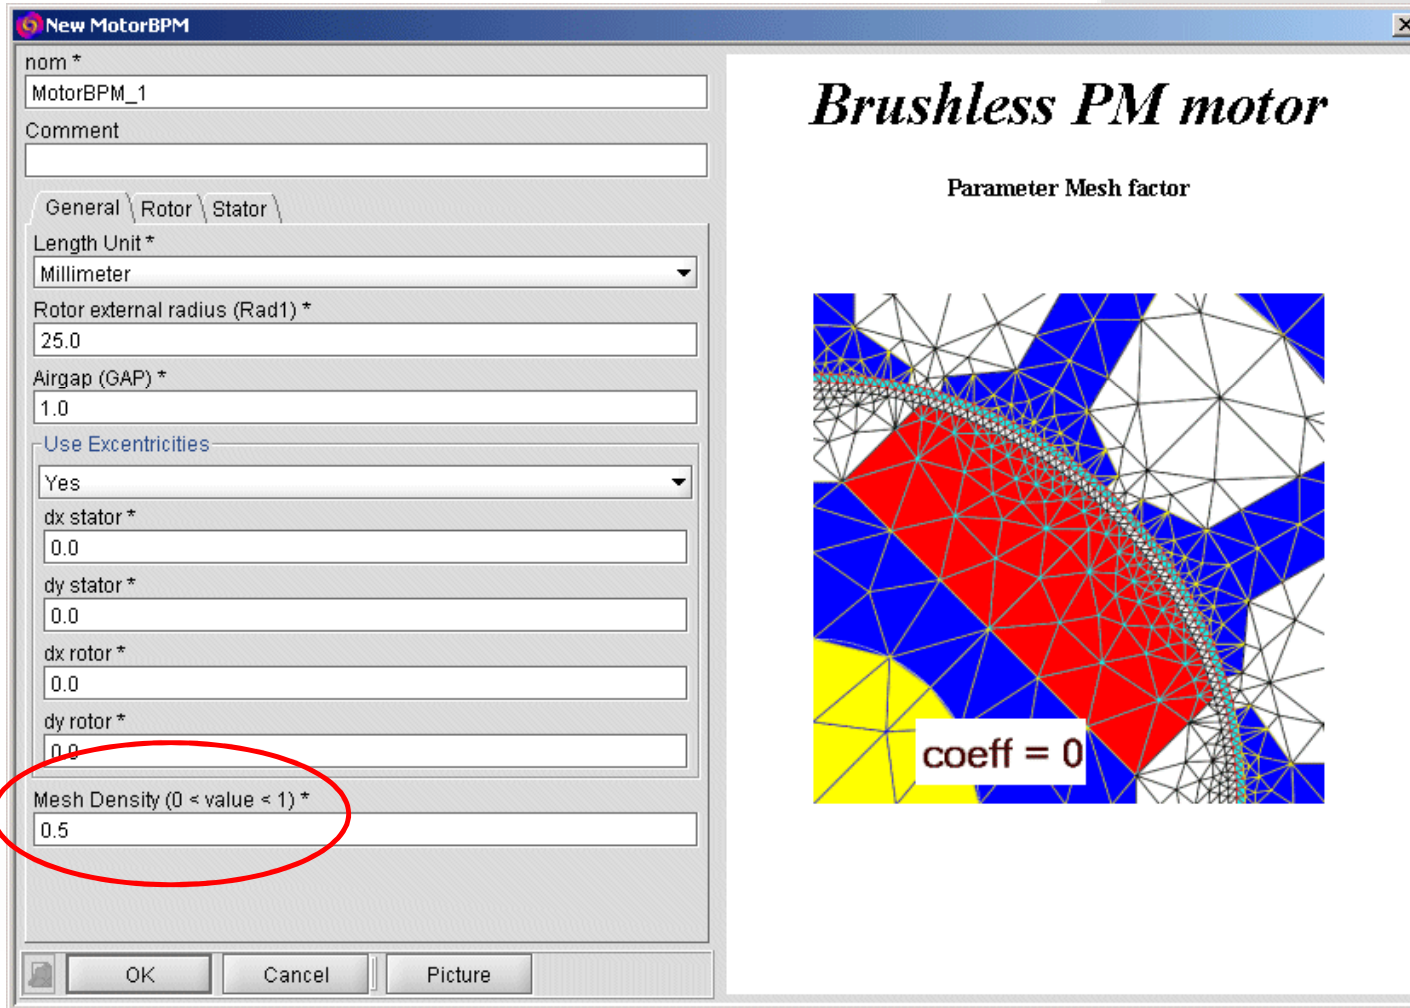 New MotorBPM
nom *
MotorBPM_1
Comment
General Rotor Stator
Length Unit *
Millimeter
Rotor external radius (Rad1) *
25.0
Airgap (GAP) *
1.0
Use Excentricities
Yes
dx stator *
0.0
dy stator *
0.0
dx rotor *
0.0
dy rotor *
0.0
Mesh Density (0 < value < 1) *
0.5
OK Cancel Picture
Brushless PM motor
Parameter Mesh factor
coeff = 0